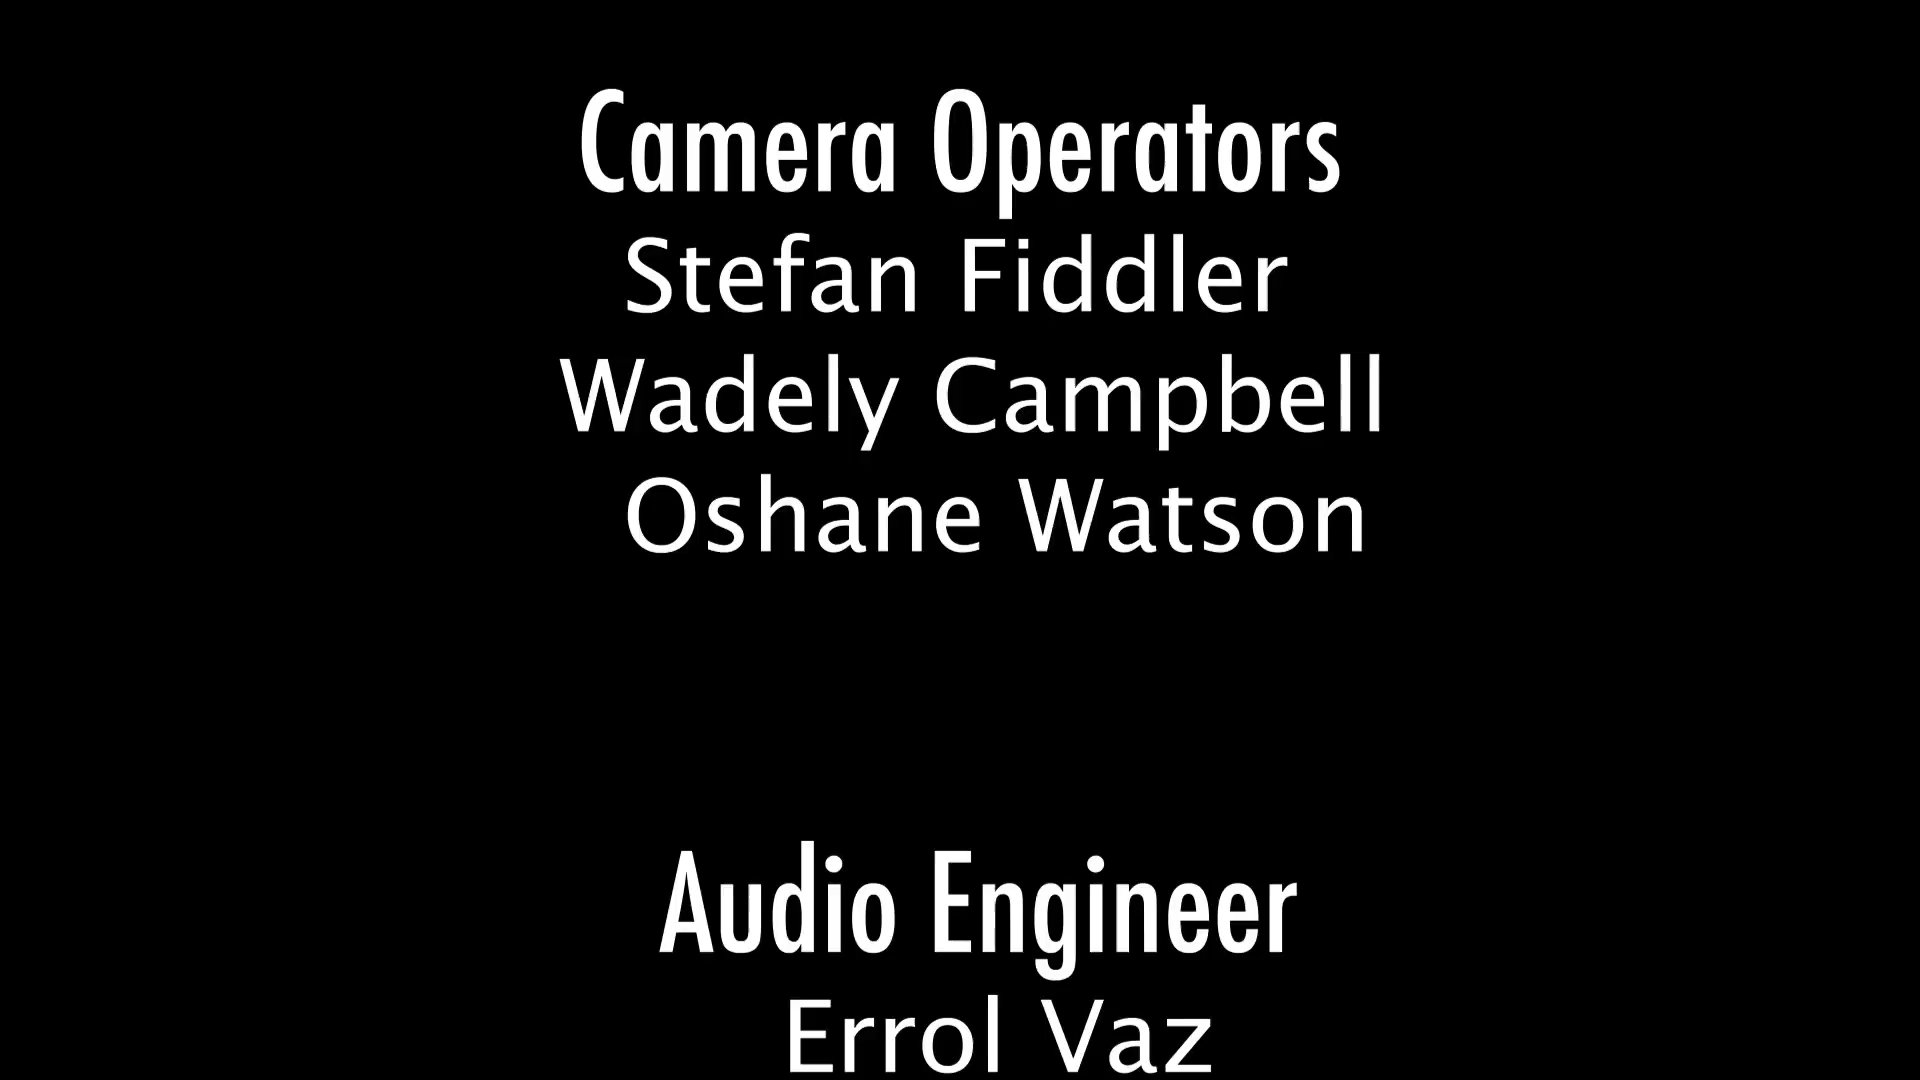 Camera Operators
Stefan Fiddler
Wadely Campbell
Oshane Watson
Audio Engineer
Errol Vaz